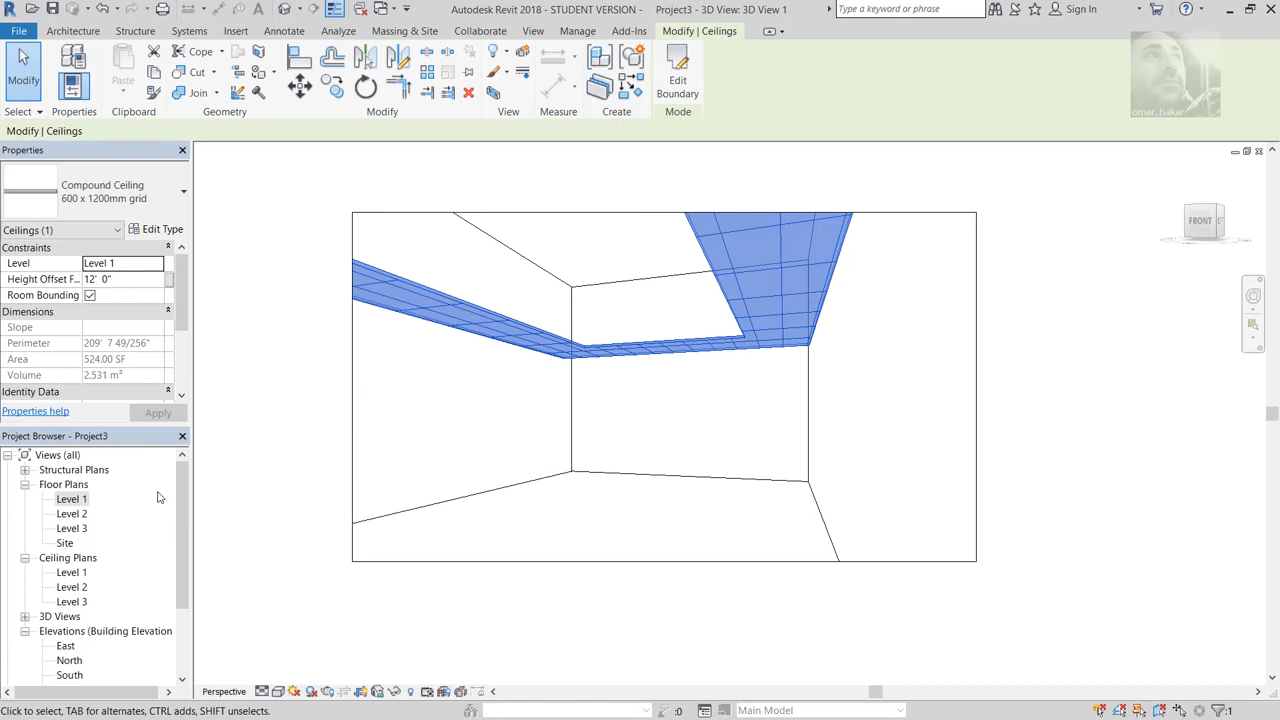 Autodesk Revit 2018 - STUDENT VERSION - Project3 - 3D View: 3D View 1
Type a keyword or phrase
Sign In
File Architecture Structure Systems Insert Annotate Analyze Massing & Site Collaborate View Manage Add-Ins Modify | Ceilings
Modify
Paste
Cope
Cut
Join
Edit
Boundary
Select Properties Clipboard Geometry Modify View Measure Create Mode
omar_bakar
Modify | Ceilings
Properties
Compound Ceiling
600 x 1200mm grid
Ceilings (1)
Edit Type
Constraints
Level Level 1
Height Offset F... 12' 0"
Room Bounding
Dimensions
Slope
Perimeter 209' 7 49/256"
Area 524.00 SF
Volume 2.531 m³
Identity Data
Properties help
Apply
Project Browser - Project3
Views (all)
Structural Plans
Floor Plans
Level 1
Level 2
Level 3
Site
Ceiling Plans
Level 1
Level 2
Level 3
3D Views
Elevations (Building Elevation
East
North
South
FRONT
Perspective
Click to select, TAB for alternates, CTRL adds, SHIFT unselects.
:0
Main Model
:1